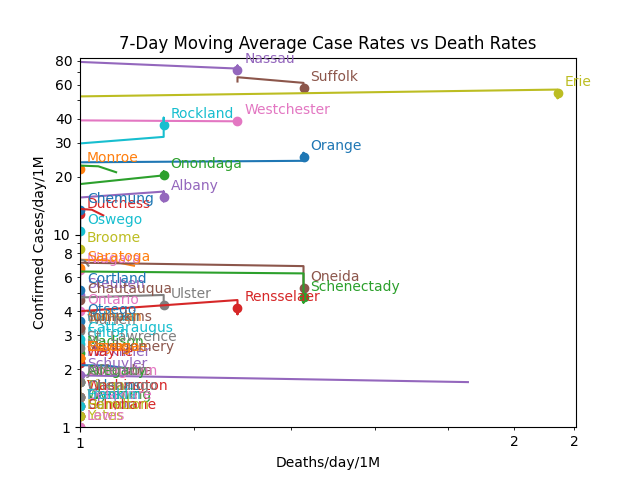 7-Day Moving Average Case Rates vs Death Rates
80
Nassau
60
Suffolk
Erie
40
Rockland
Westchester
30
Orange
Monroe
20
Onondaga
Albany
Chemung
Dutchess
Oswego
10
Broome
8
Saratoga
Niagara
6
Cortland
Steuben
Oneida
Chautauqua
Schenectady
Ontario
Ulster
Rensselaer
4
Otsego
Cattaraugus
3
Madison
Montgomery
Wayne
2
Schuyler
Washington
Yates
Lewis
1
1
2
2
Confirmed Cases/day/1M
Deaths/day/1M